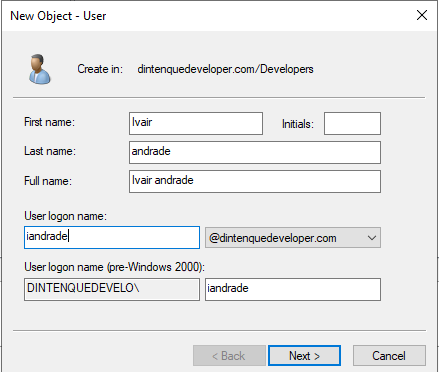 New Object - User
Create in: dintenquedeveloper.com/Developers
First name: Ivair Initials:
Last name: andrade
Full name: Ivair andrade
User logon name:
iandrade @dintenquedeveloper.com
User logon name (pre-Windows 2000):
DINTENQUEDEVELO\ iandrade
< Back Next > Cancel